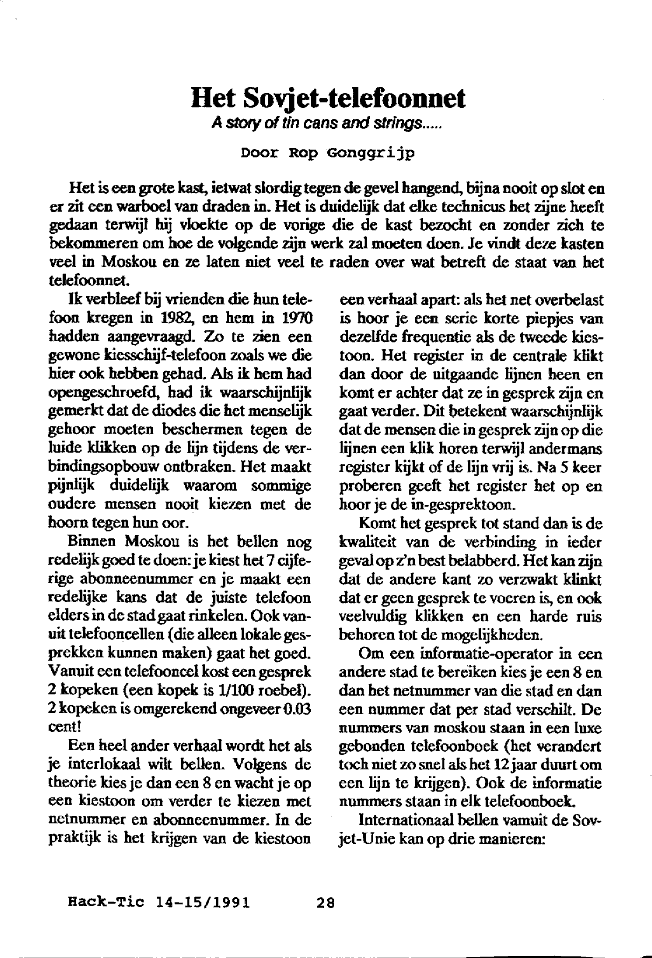 Het Sovjet-telefoonnet
A story of tin cans and strings.....
Door Rop Gonggrijp
Het is een grote kast, ietwat slordig tegen de gevel hangend, bijna nooit op slot en
er zit een warboel van draden in. Het is duidelijk dat elke technicus het zijne heeft
gedaan terwijl hij vloekte op de vorige die de kast bezocht en zonder zich te
bekommeren om hoe de volgende zijn werk zal moeten doen. Je vindt deze kasten
veel in Moskou en ze laten niet veel te raden over wat betreft de staat van het
telefoonnet.
Ik verbleef bij vrienden die hun tele-
foon kregen in 1982, en hem in 1970
hadden aangevraagd. Zo te zien een
gewone kiesschijf-telefoon zoals we die
hier ook hebben gehad. Als ik hem had
opengeschroefd, had ik waarschijnlijk
gemerkt dat de diodes die het menselijk
gehoor moeten beschermen tegen de
luide klikken op de lijn tijdens de ver-
bindingsopbouw ontbraken. Het maakt
pijnlijk duidelijk waarom sommige
oudere mensen nooit kiezen met de
hoorn tegen hun oor.
Binnen Moskou is het bellen nog
redelijk goed te doen: je kiest het 7 cijfe-
rige abonneenummer en je maakt een
redelijke kans dat de juiste telefoon
elders in de stad gaat rinkelen. Ook van-
uit telefooncellen (die alleen lokale ges-
prekken kunnen maken) gaat het goed.
Vanuit een telefooncel kost een gesprek
2 kopeken (een kopek is 1/100 roebel).
2 kopeken is omgerekend ongeveer 0.03
cent!
Een heel ander verhaal wordt het als
je interlokaal wilt bellen. Volgens de
theorie kies je dan een 8 en wacht je op
een kiestoon om verder te kiezen met
netnummer en abonneenummer. In de
praktijk is het krijgen van de kiestoon
een verhaal apart: als het net overbelast
is hoor je een serie korte piepjes van
dezelfde frequentie als de tweede kies-
toon. Het register in de centrale klikt
dan door de uitgaande lijnen heen en
komt er achter dat ze in gesprek zijn en
gaat verder. Dit betekent waarschijnlijk
dat de mensen die in gesprek zijn op die
lijnen een klik horen terwijl andermans
register kijkt of de lijn vrij is. Na 5 keer
proberen geeft het register het op en
hoor je de in-gesprektoon.
Komt het gesprek tot stand dan is de
kwaliteit van de verbinding in ieder
geval op z'n best belabberd. Het kan zijn
dat de andere kant zo verzwakt klinkt
dat er geen gesprek te voeren is, en ook
veelvuldig klikken en een harde ruis
behoren tot de mogelijkheden.
Om een informatie-operator in een
andere stad te bereiken kies je een 8 en
dan het netnummer van die stad en dan
een nummer dat per stad verschilt. De
nummers van moskou staan in een luxe
gebonden telefoonboek (het verandert
toch niet zo snel als het 12 jaar duurt om
een lijn te krijgen). Ook de informatie
nummers staan in elk telefoonboek.
Internationaal bellen vanuit de Sov-
jet-Unie kan op drie manieren:
Hack-Tic 14-15/1991 28